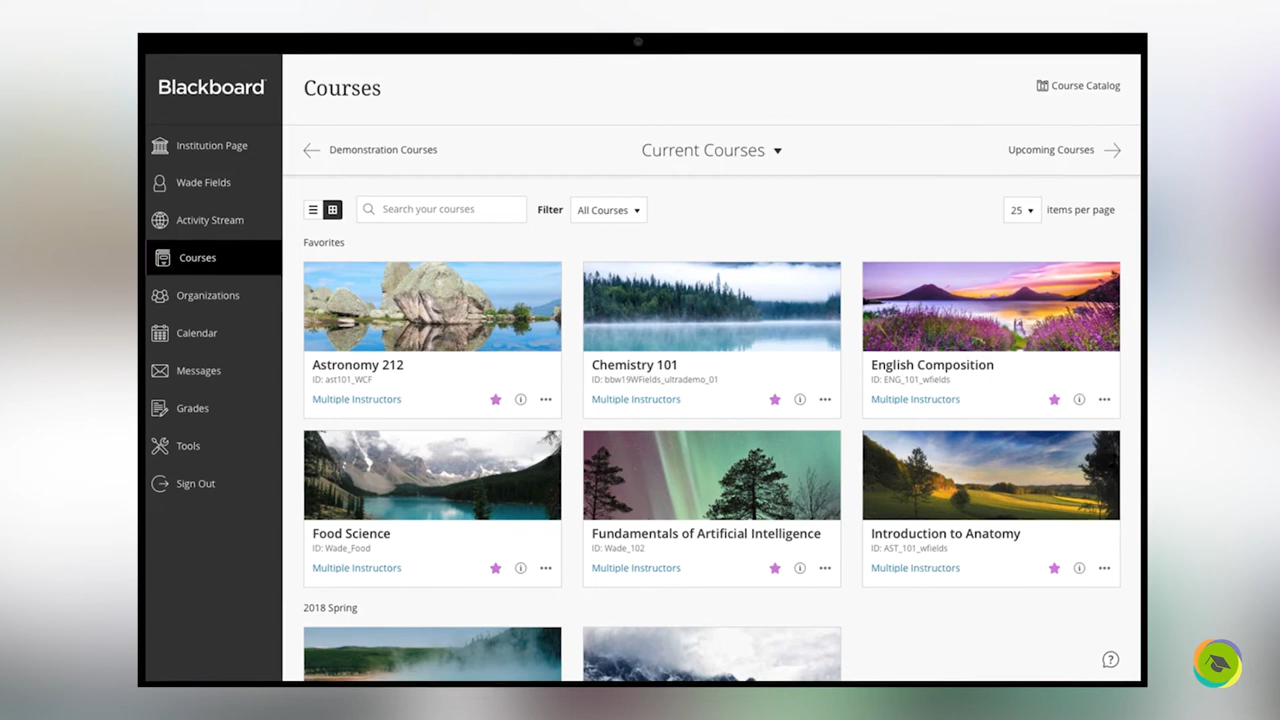 Blackboard
Institution Page
Wade Fields
Activity Stream
Courses
Organizations
Calendar
Messages
Grades
Tools
Sign Out
Courses
Course Catalog
Demonstration Courses
Current Courses
Upcoming Courses
Search your courses
Filter
All Courses
25
items per page
Favorites
Astronomy 212
ID: ast101_WCF
Multiple Instructors
Chemistry 101
ID: bbw19WFields_ultrademo_01
Multiple Instructors
English Composition
ID: ENG_101_wfields
Multiple Instructors
Food Science
ID: Wade_Food
Multiple Instructors
Fundamentals of Artificial Intelligence
ID: Wade_102
Multiple Instructors
Introduction to Anatomy
ID: AST_101_wfields
Multiple Instructors
2018 Spring